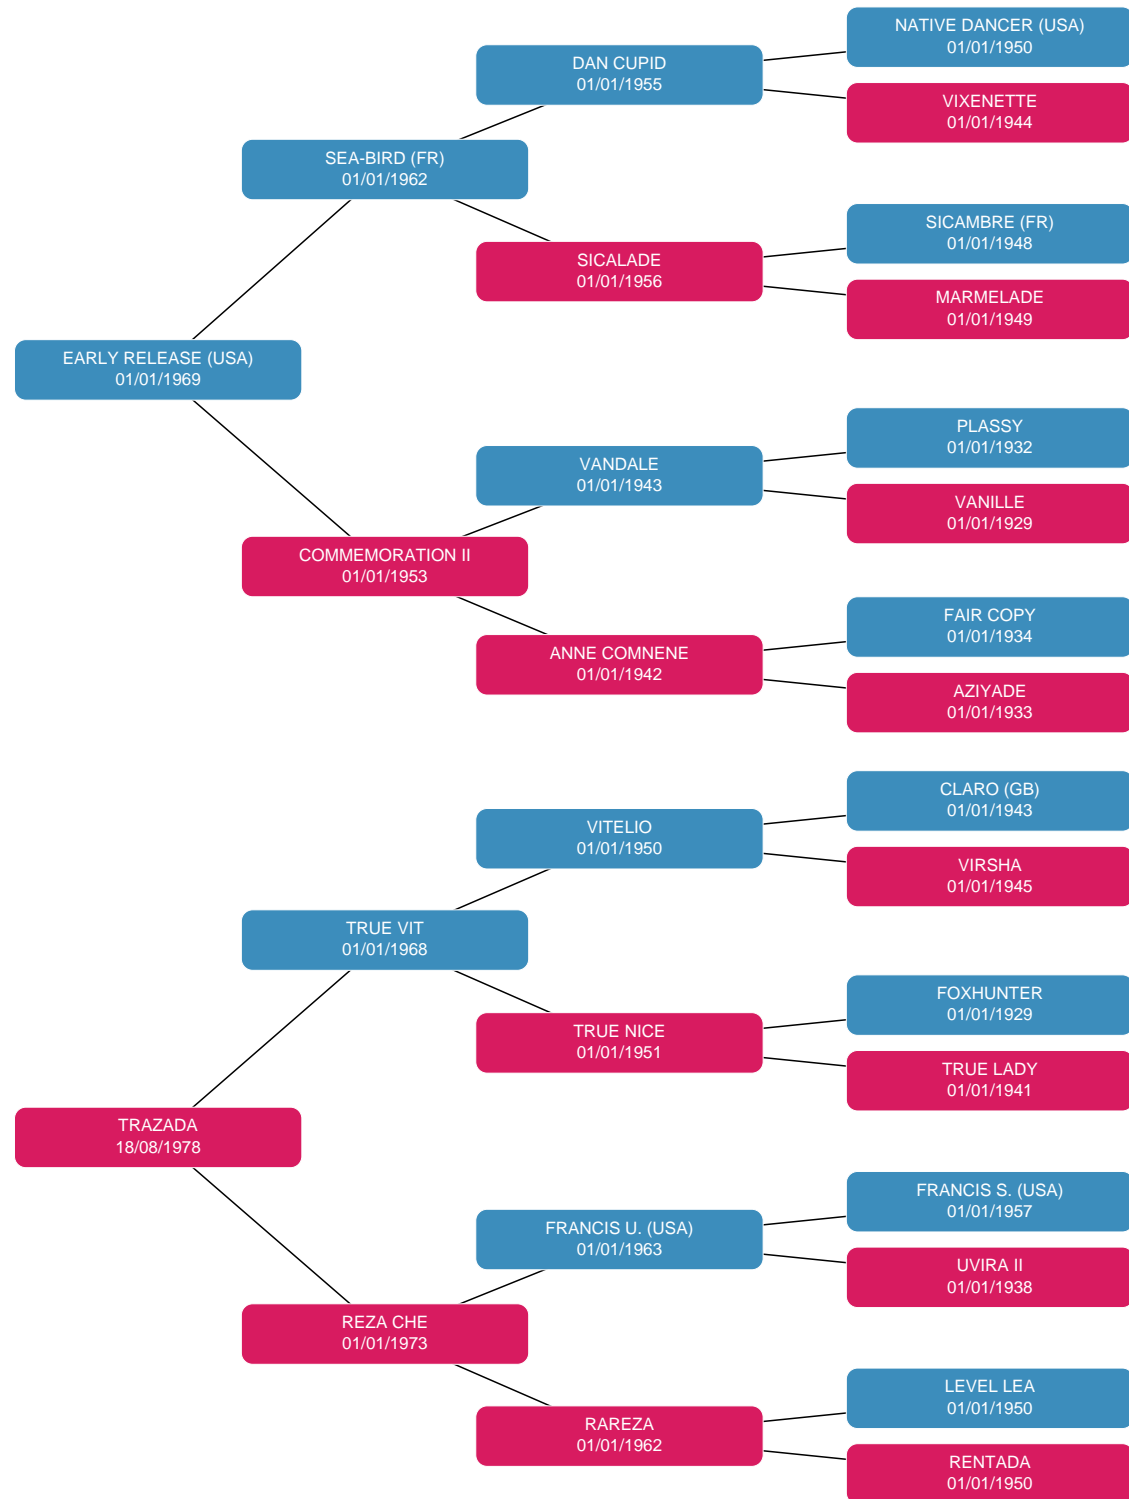 NATIVE DANCER (USA)
01/01/1950
DAN CUPID
01/01/1955
VIXENETTE
01/01/1944
SEA-BIRD (FR)
01/01/1962
SICAMBRE (FR)
01/01/1948
SICALADE
01/01/1956
MARMELADE
01/01/1949
EARLY RELEASE (USA)
01/01/1969
PLASSY
01/01/1932
VANDALE
01/01/1943
VANILLE
01/01/1929
COMMEMORATION II
01/01/1953
FAIR COPY
01/01/1934
ANNE COMNENE
01/01/1942
AZIYADE
01/01/1933
CLARO (GB)
01/01/1943
VITELIO
01/01/1950
VIRSHA
01/01/1945
TRUE VIT
01/01/1968
FOXHUNTER
01/01/1929
TRUE NICE
01/01/1951
TRUE LADY
01/01/1941
TRAZADA
18/08/1978
FRANCIS S. (USA)
01/01/1957
FRANCIS U. (USA)
01/01/1963
UVIRA II
01/01/1938
REZA CHE
01/01/1973
LEVEL LEA
01/01/1950
RAREZA
01/01/1962
RENTADA
01/01/1950